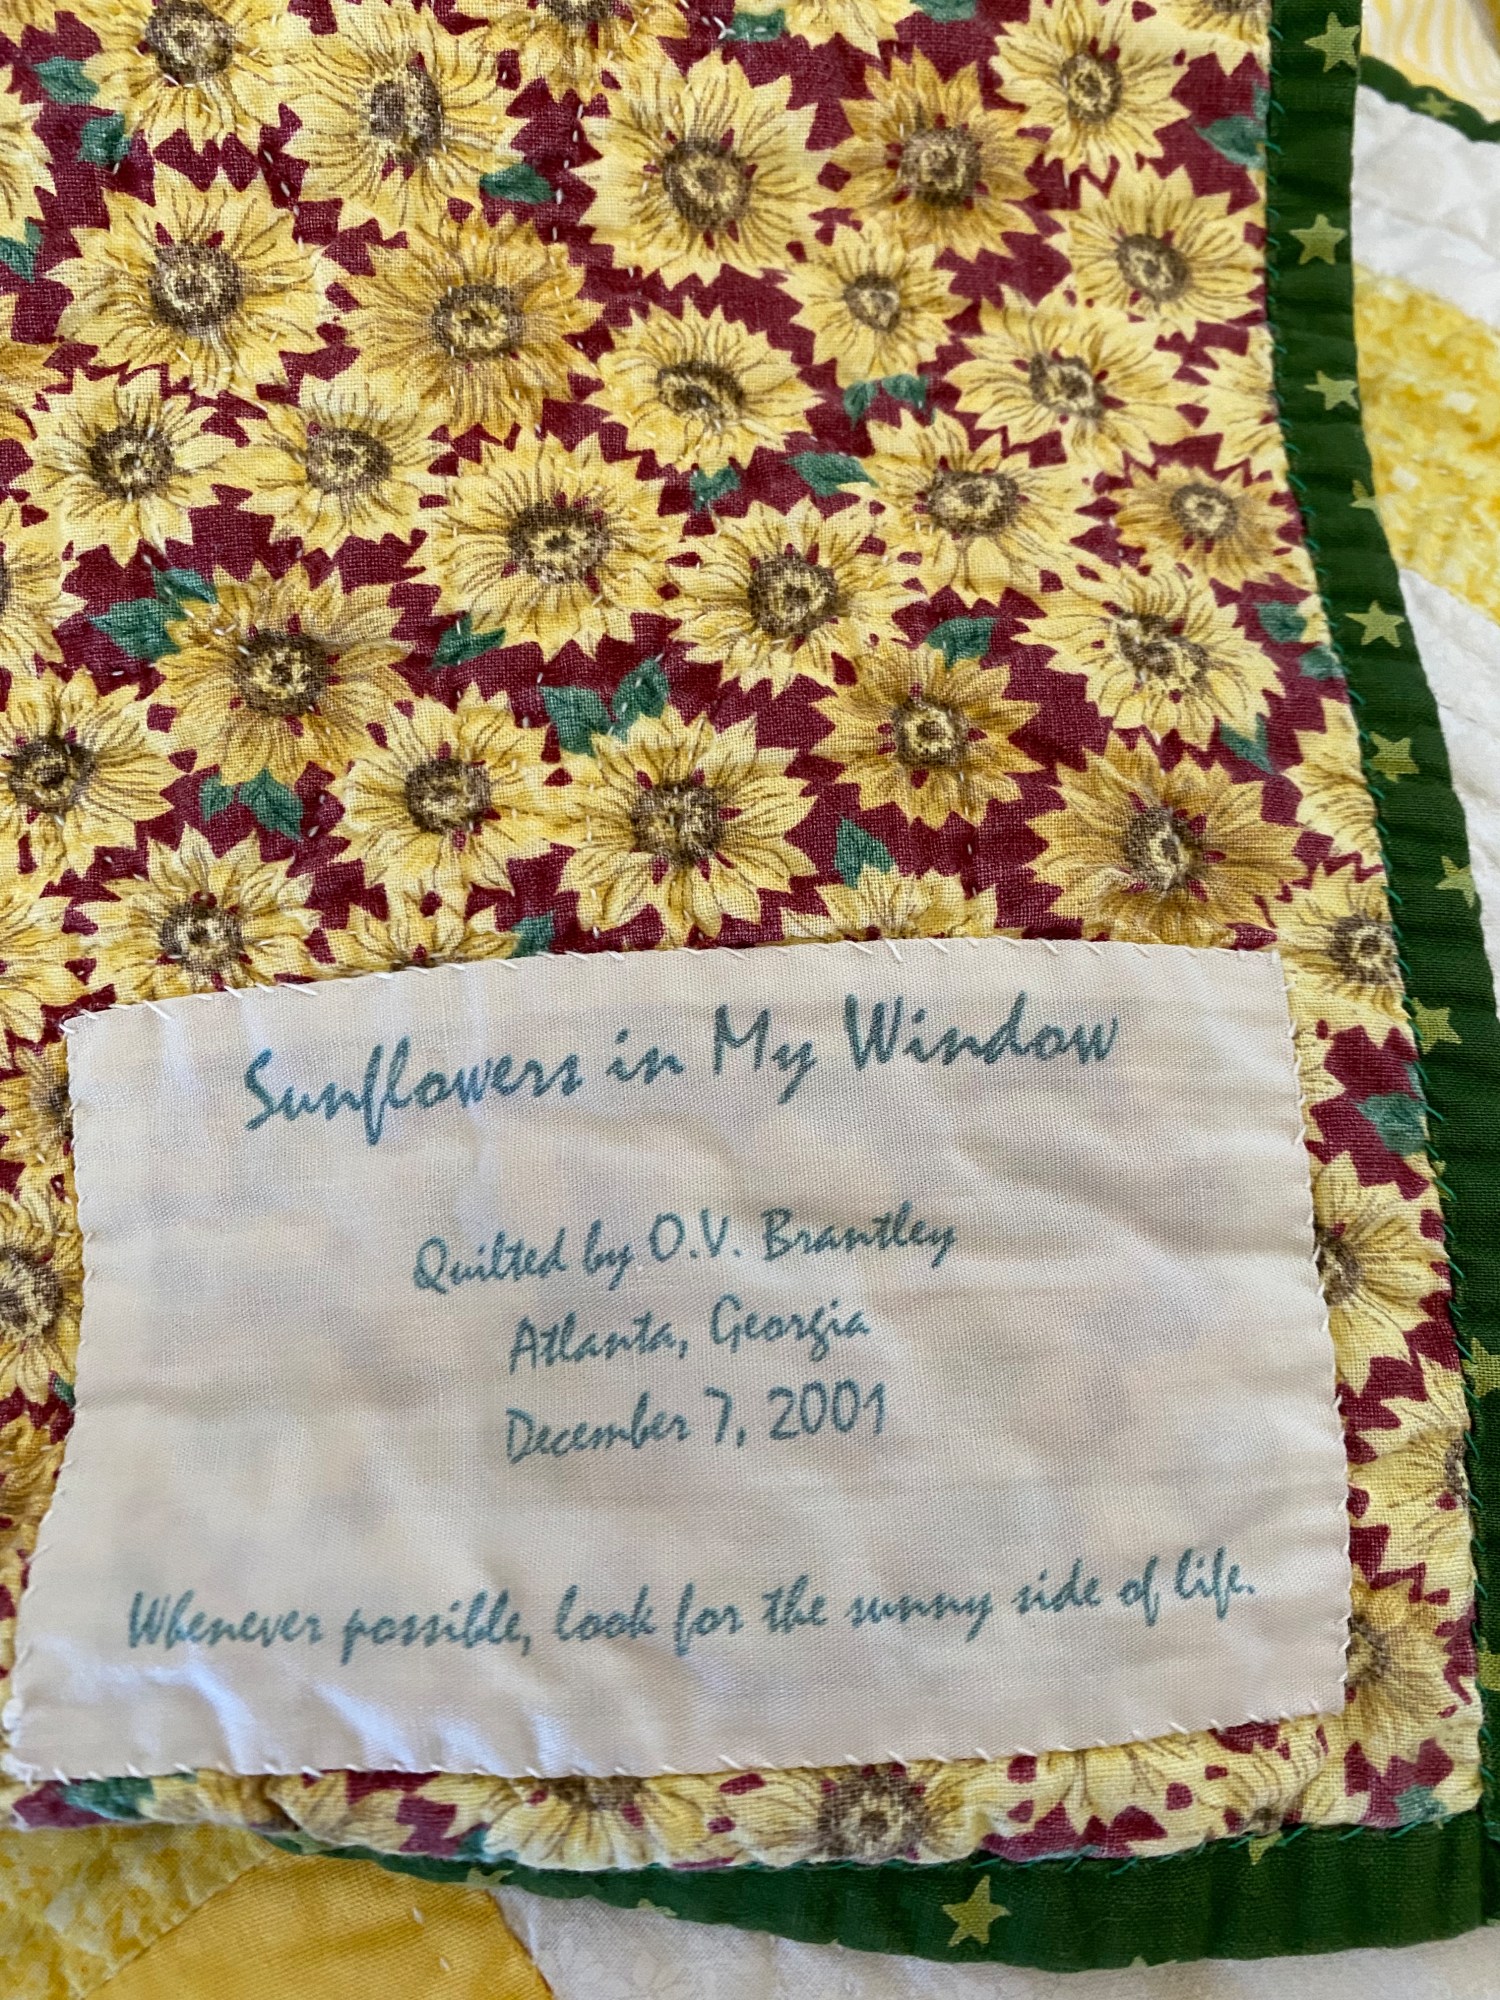 Sunflowers in My Window
Quilted by O.V. Brantley
Atlanta, Georgia
December 7, 2001
Whenever possible, look for the sunny side of life.